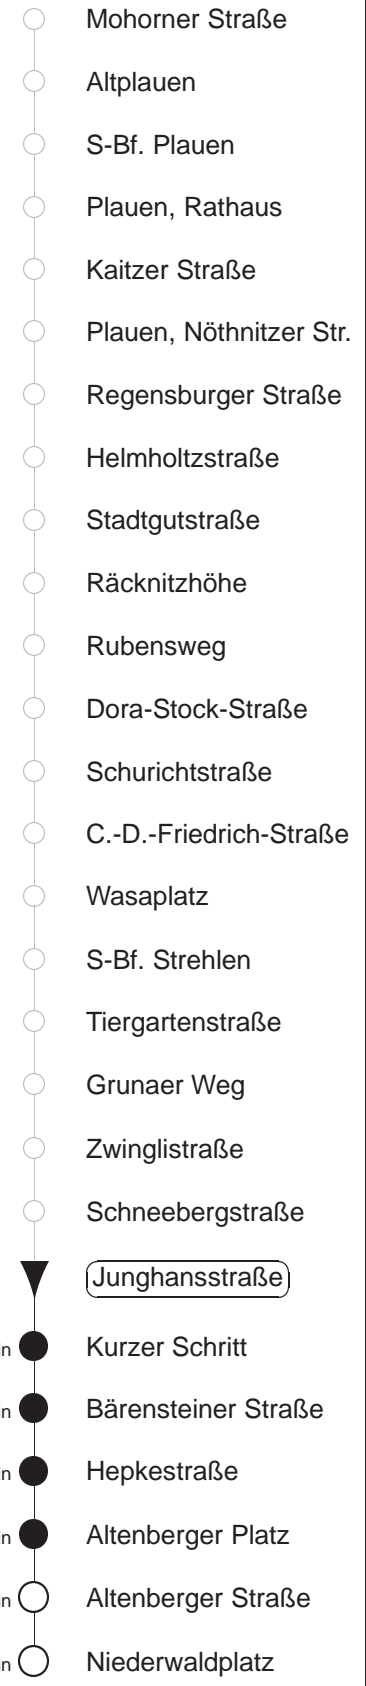 Mohorner Straße
Altplauen
S-Bf. Plauen
Plauen, Rathaus
Kaitzer Straße
Plauen, Nöthnitzer Str.
Regensburger Straße
Helmholtzstraße
Stadtgutstraße
Räcknitzhöhe
Rubensweg
Dora-Stock-Straße
Schurichtstraße
C.-D.-Friedrich-Straße
Wasaplatz
S-Bf. Strehlen
Tiergartenstraße
Grunaer Weg
Zwinglistraße
Schneebergstraße
Junghansstraße
Kurzer Schritt
Bärensteiner Straße
Hepkestraße
Altenberger Platz
Altenberger Straße
Niederwaldplatz